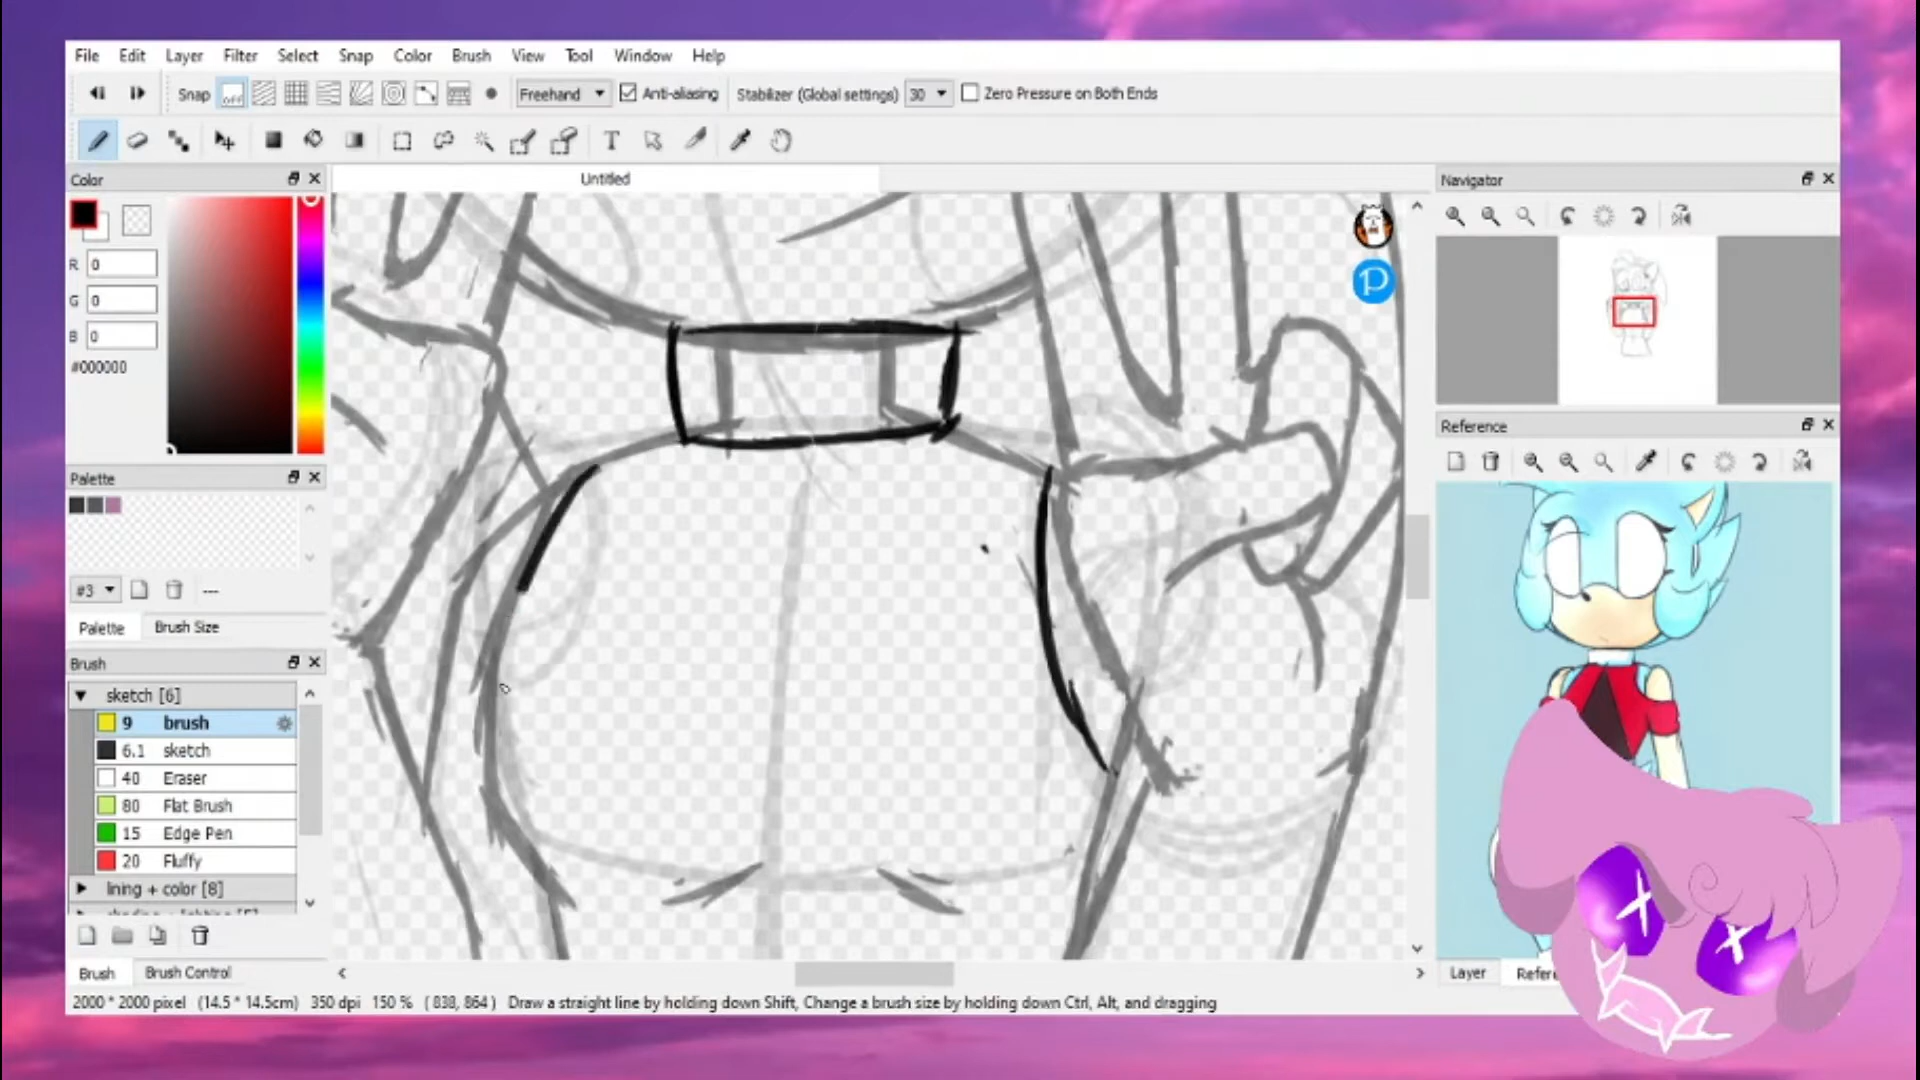 File Edit Layer Filter Select Snap Color Brush View Tool Window Help
Snap off Freehand Anti-aliasing Stabilizer (Global settings) 30 Zero Pressure on Both Ends
T
Color
Untitled
Navigator
R 0
G 0
B 0
#000000
P
Reference
Palette
#3 ---
Palette Brush Size
Brush
sketch [6]
9 brush
6.1 sketch
40 Eraser
80 Flat Brush
15 Edge Pen
20 Fluffy
lining + color [8]
Brush Brush Control
Layer
2000 * 2000 pixel (14.5 * 14.5cm) 350 dpi 150 % ( 838, 864 ) Draw a straight line by holding down Shift, Change a brush size by holding down Ctrl, Alt, and dragging